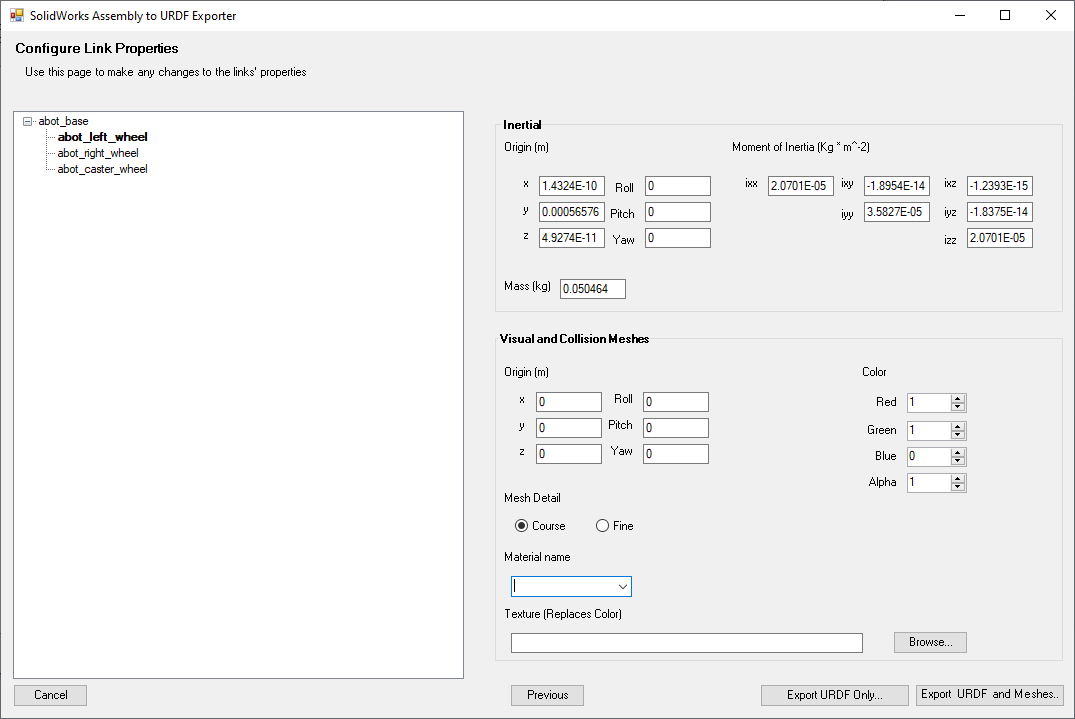 SolidWorks Assembly to URDF Exporter
Configure Link Properties
Use this page to make any changes to the links' properties
abot_base
abot_left_wheel
abot_right_wheel
abot_caster_wheel
Inertial
Origin (m)
Moment of Inertia (Kg * m^-2)
x 1.4324E-10 Roll 0 ixx 2.0701E-05 ixy -1.8954E-14 ixz -1.2393E-15
y 0.00056576 Pitch 0 iyy 3.5827E-05 iyz -1.8375E-14
z 4.9274E-11 Yaw 0 izz 2.0701E-05
Mass (kg) 0.050464
Visual and Collision Meshes
Origin (m) Color
x 0 Roll 0 Red 1
y 0 Pitch 0 Green 1
z 0 Yaw 0 Blue 0
Alpha 1
Mesh Detail
Course Fine
Material name
Texture (Replaces Color)
Browse...
Cancel Previous Export URDF Only... Export URDF and Meshes..